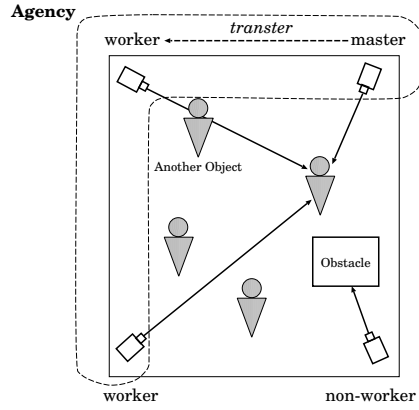 Agency
transter
worker master
Another Object
Obstacle
worker non-worker